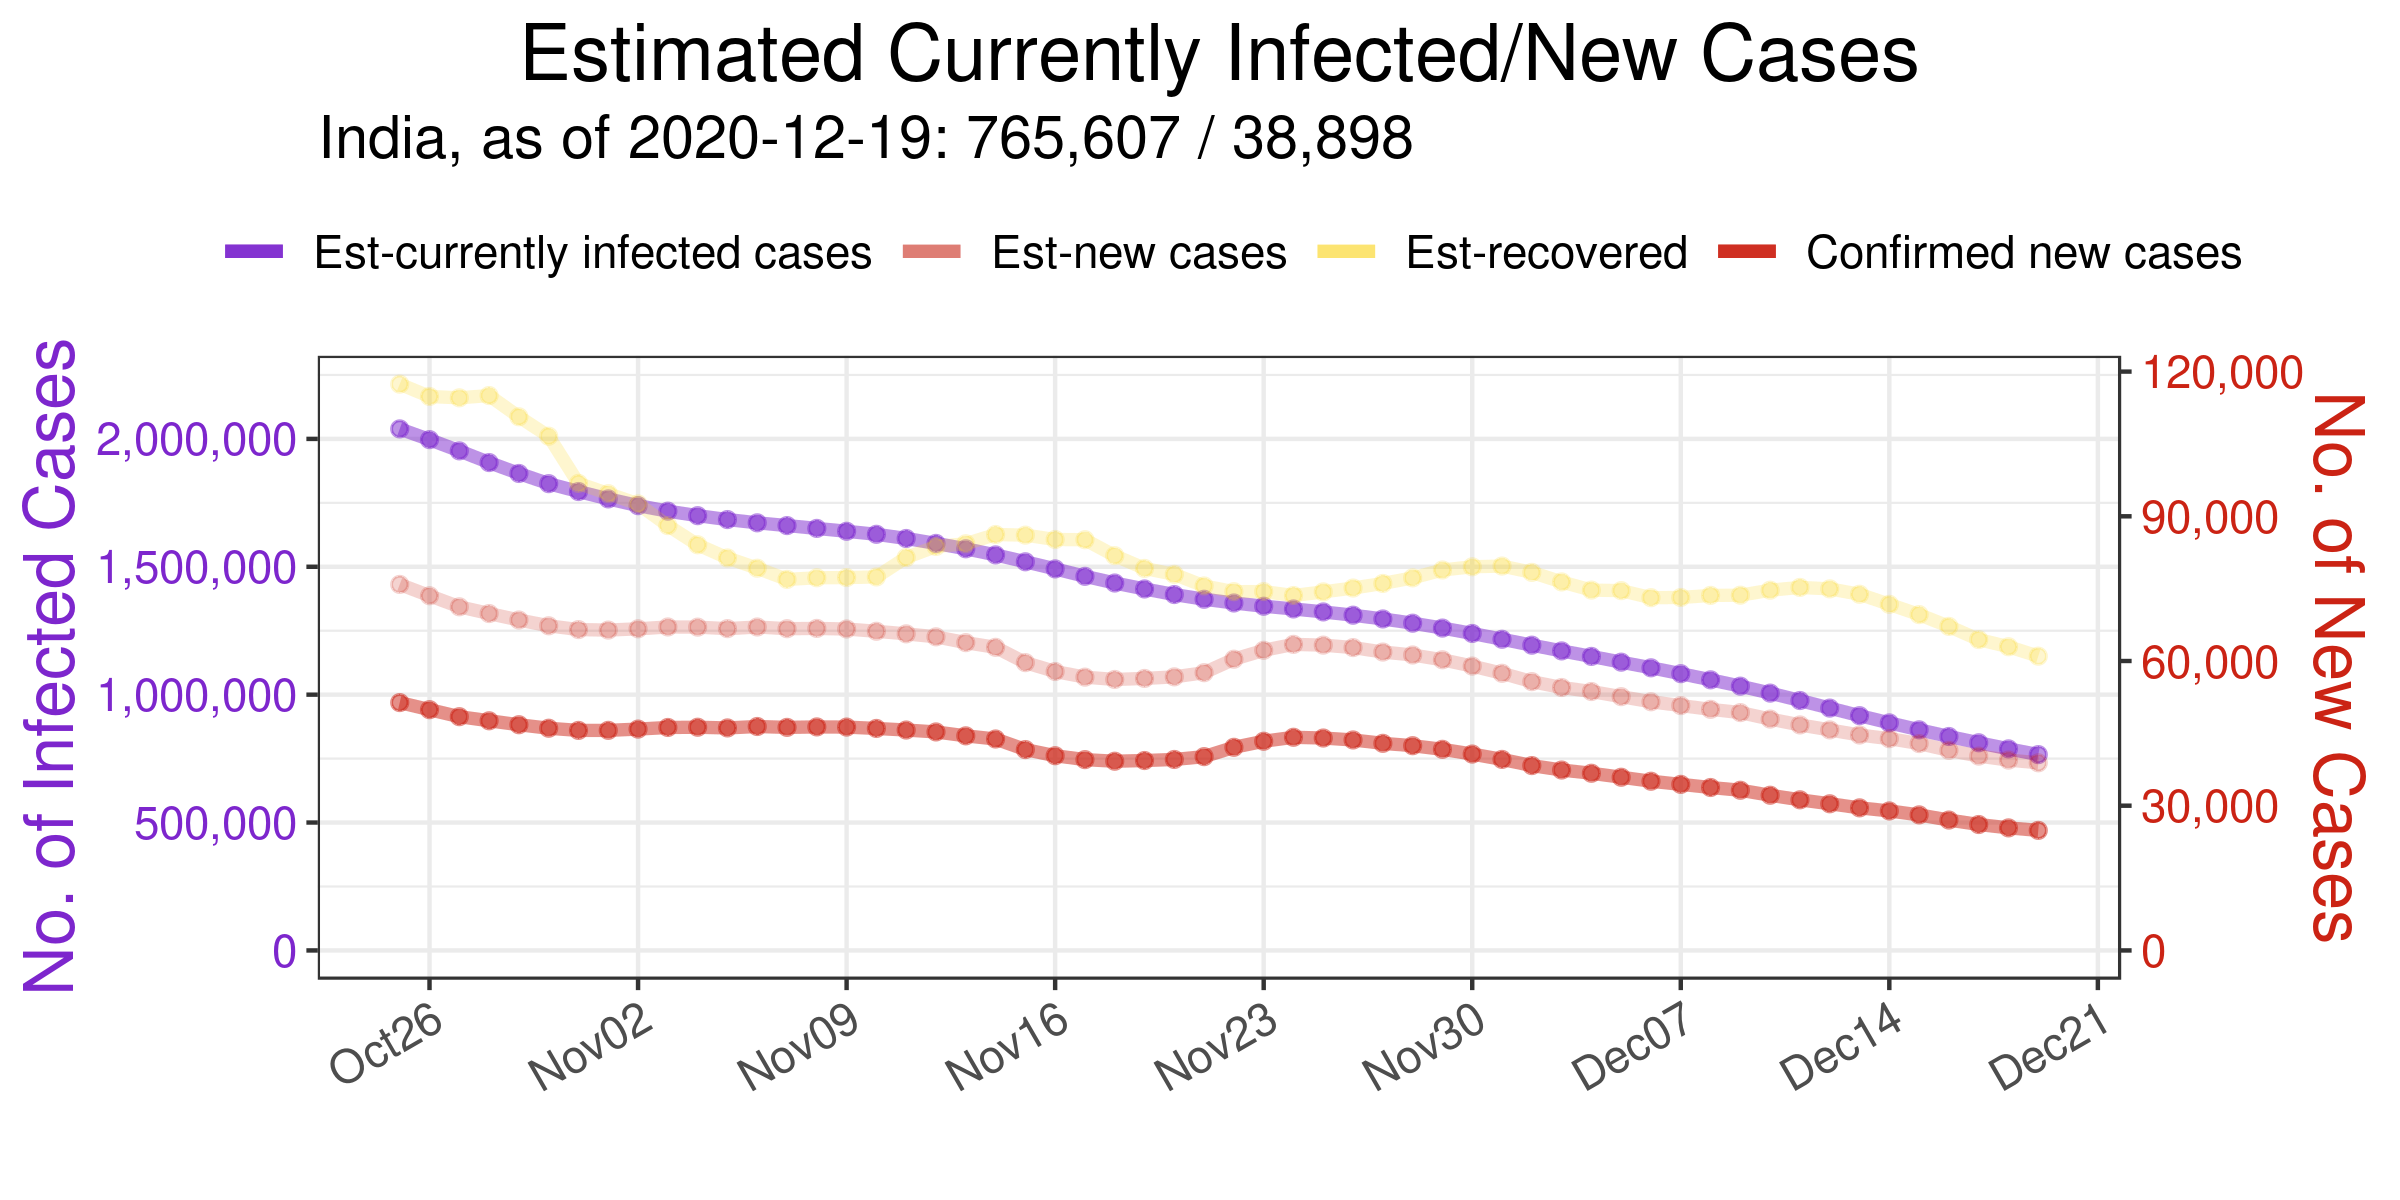 Estimated Currently Infected/New Cases
India, as of 2020-12-19: 765,607 / 38,898
Est-currently infected cases Est-new cases Est-recovered Confirmed new cases
No. of Infected Cases
2,000,000
1,500,000
1,000,000
500,000
0
120,000
90,000
60,000
30,000
0
No. of New Cases
Oct26 Nov02 Nov09 Nov16 Nov23 Nov30 Dec07 Dec14 Dec21